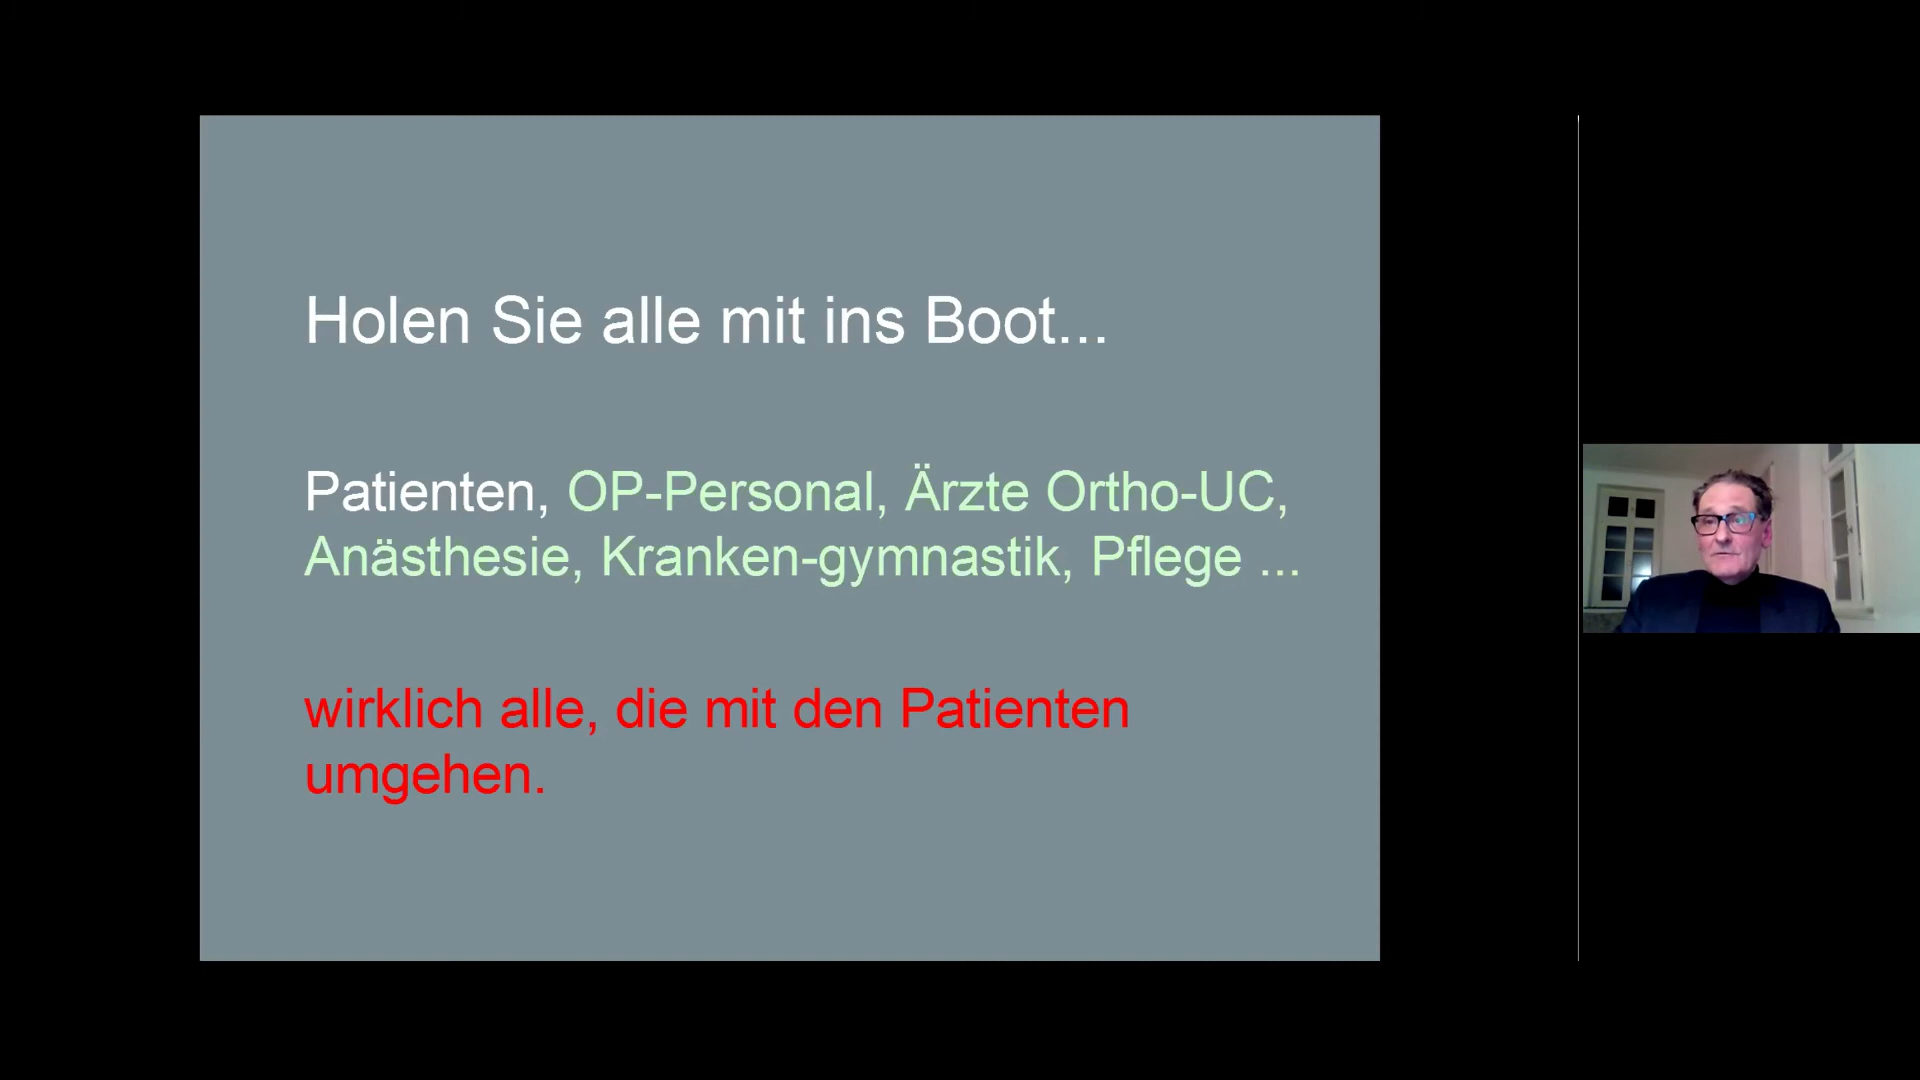 Holen Sie alle mit ins Boot...
Patienten, OP-Personal, Ärzte Ortho-UC,
Anästhesie, Kranken-gymnastik, Pflege ...
wirklich alle, die mit den Patienten
umgehen.